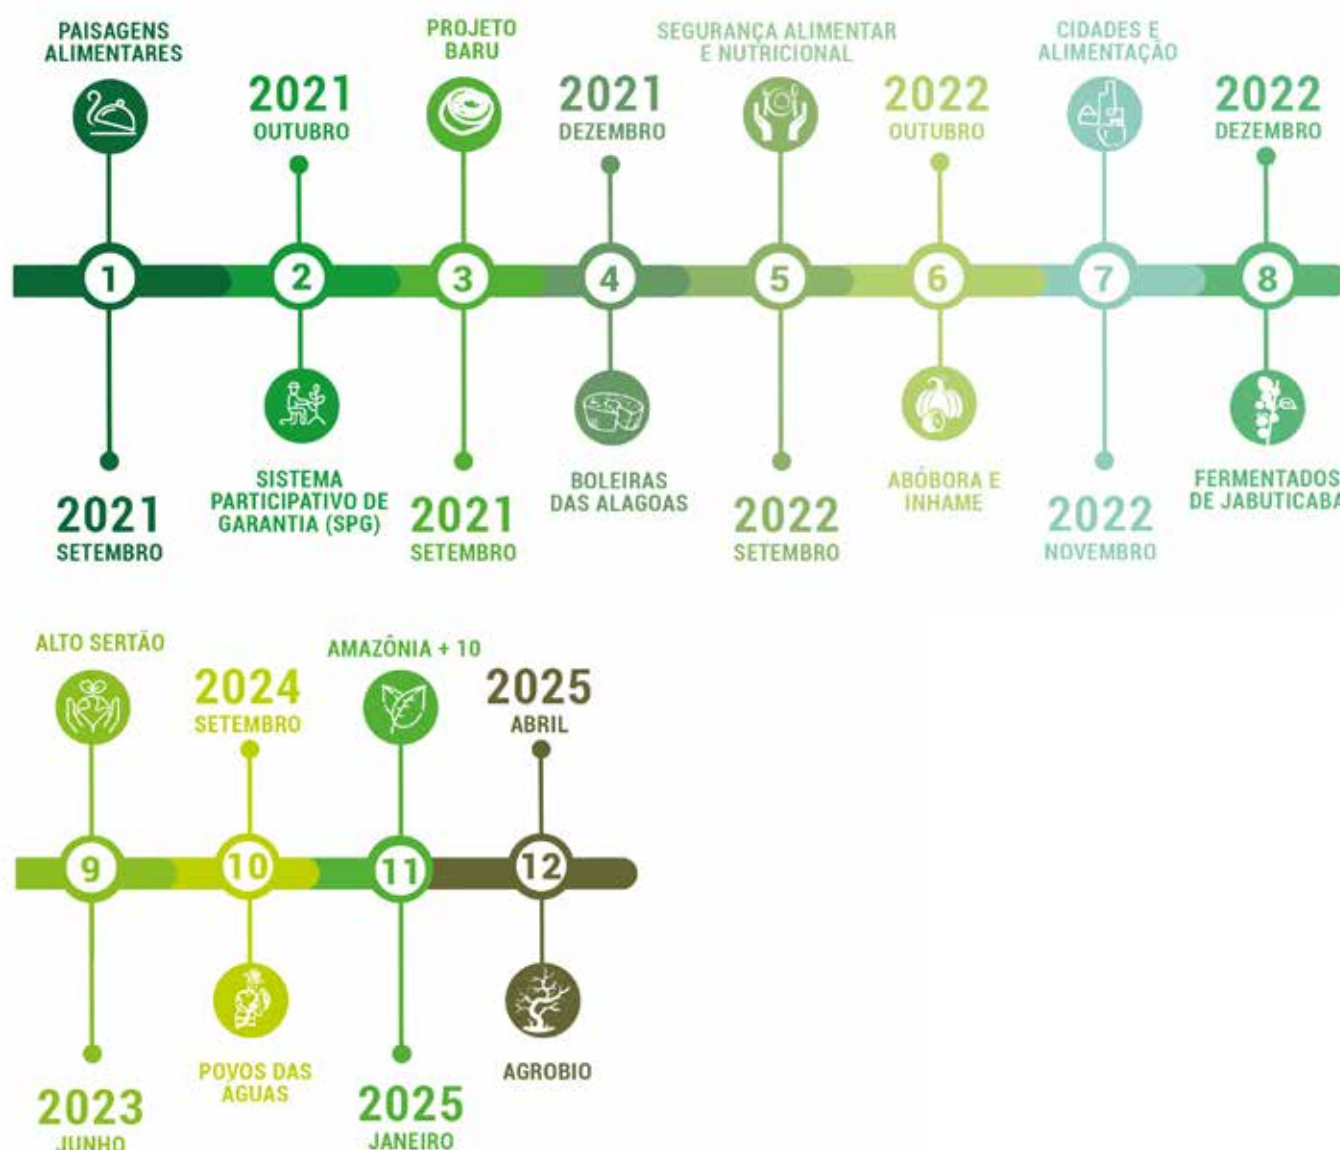 PAISAGENS
ALIMENTARES
1
2021
SETEMBRO
2021
OUTUBRO
2
SISTEMA
PARTICIPATIVO DE
GARANTIA (SPG)
PROJETO
BARU
3
2021
SETEMBRO
2021
DEZEMBRO
4
BOLEIRAS
DAS ALAGOAS
SEGURANÇA ALIMENTAR
E NUTRICIONAL
5
2022
SETEMBRO
2022
OUTUBRO
6
ABÓBORA E
INHAME
CIDADES E
ALIMENTAÇÃO
7
2022
NOVEMBRO
2022
DEZEMBRO
8
FERMENTADOS
DE JABUTICABA
ALTO SERTÃO
9
2023
JUNHO
2024
SETEMBRO
10
POVOS DAS
ÁGUAS
AMAZÔNIA + 10
11
2025
JANEIRO
2025
ABRIL
12
AGROBIO